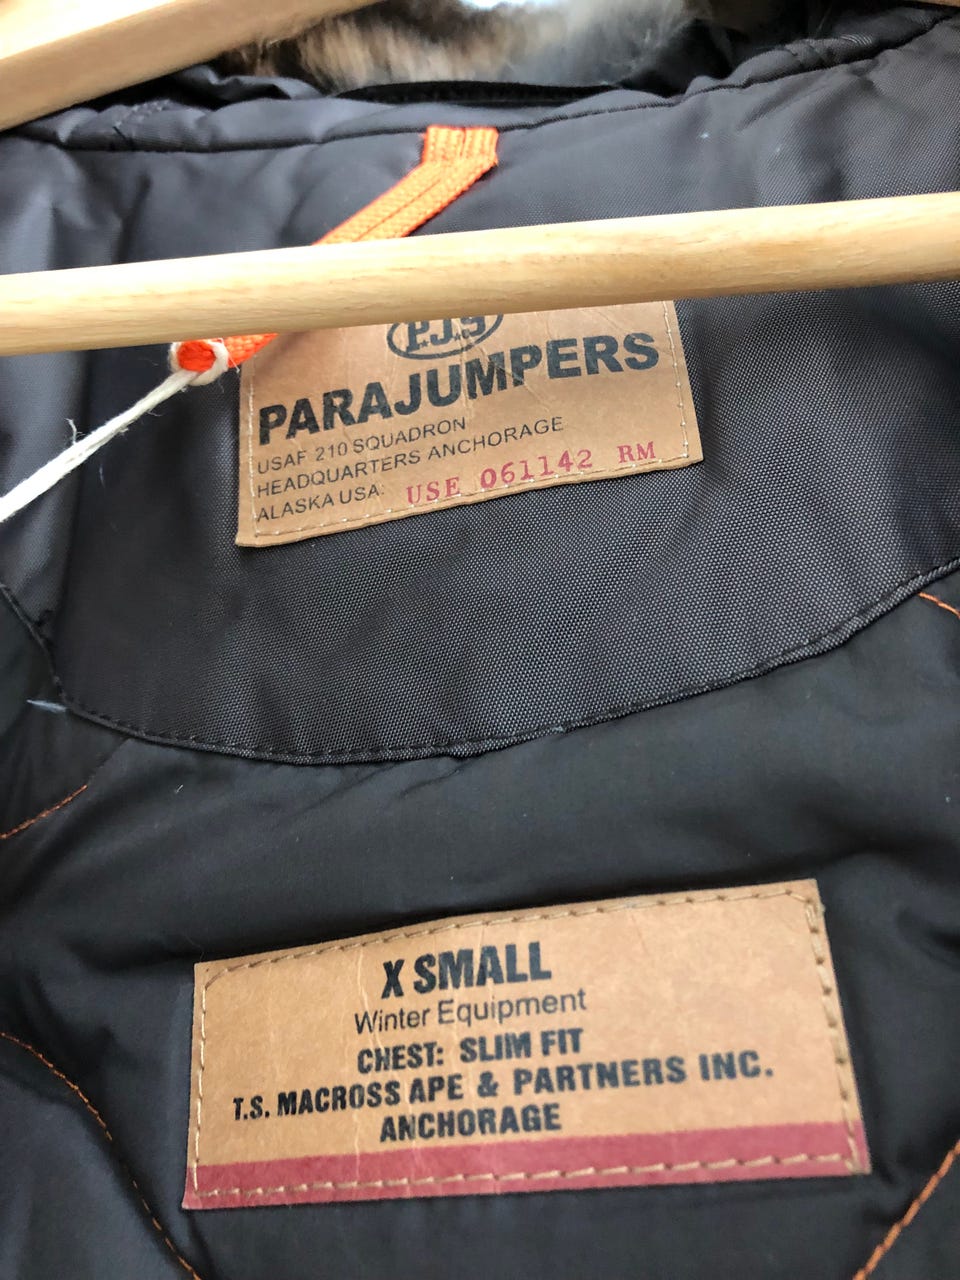 P.J.S
PARAJUMPERS
USAF 210 SQUADRON
HEADQUARTERS ANCHORAGE
ALASKA USA: USE 061142 RM
X SMALL
Winter Equipment
CHEST: SLIM FIT
T.S. MACROSS APE & PARTNERS INC.
ANCHORAGE